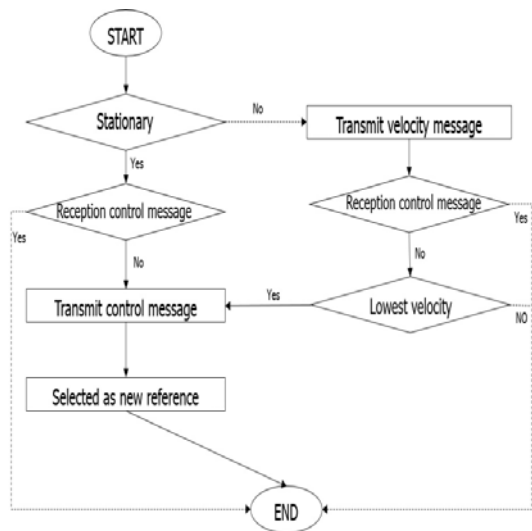 START
Stationary
No
Transmit velocity message
Yes
Reception control message
Reception control message
Yes
Yes
No
No
Transmit control message
Yes
Lowest velocity
NO
Selected as new reference
END